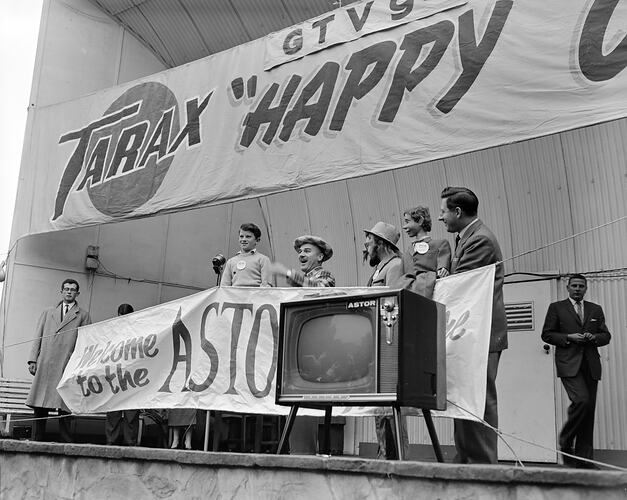 GTV9
TARAX "HAPPY
ASTOR
Welcome
to the
ASTO